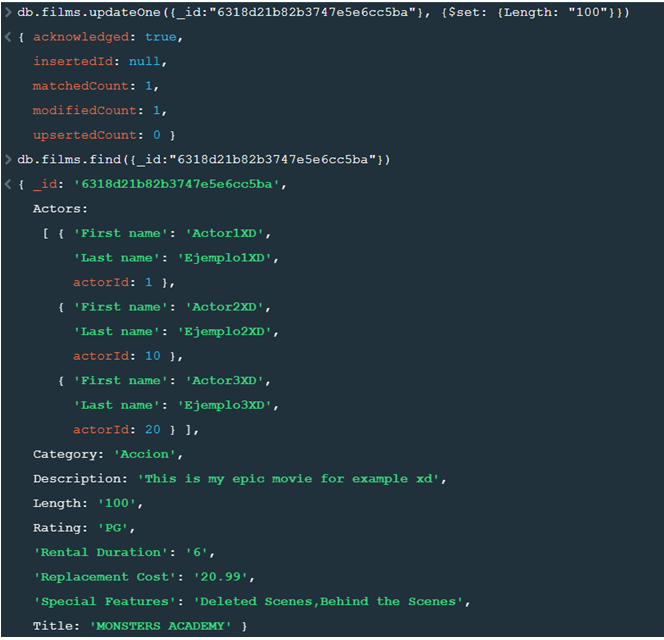 > db.films.updateOne({_id:"6318d21b82b3747e5e6cc5ba"}, {$set: {Length: "100"}})
< { acknowledged: true,
insertedId: null,
matchedCount: 1,
modifiedCount: 1,
upsertedCount: 0 }
> db.films.find({_id:"6318d21b82b3747e5e6cc5ba"})
< { _id: '6318d21b82b3747e5e6cc5ba',
Actors:
[ { 'First name': 'Actor1XD',
'Last name': 'Ejemplo1XD',
actorId: 1 },
{ 'First name': 'Actor2XD',
'Last name': 'Ejemplo2XD',
actorId: 10 },
{ 'First name': 'Actor3XD',
'Last name': 'Ejemplo3XD',
actorId: 20 } ],
Category: 'Accion',
Description: 'This is my epic movie for example xd',
Length: '100',
Rating: 'PG',
'Rental Duration': '6',
'Replacement Cost': '20.99',
'Special Features': 'Deleted Scenes,Behind the Scenes',
Title: 'MONSTERS ACADEMY' }